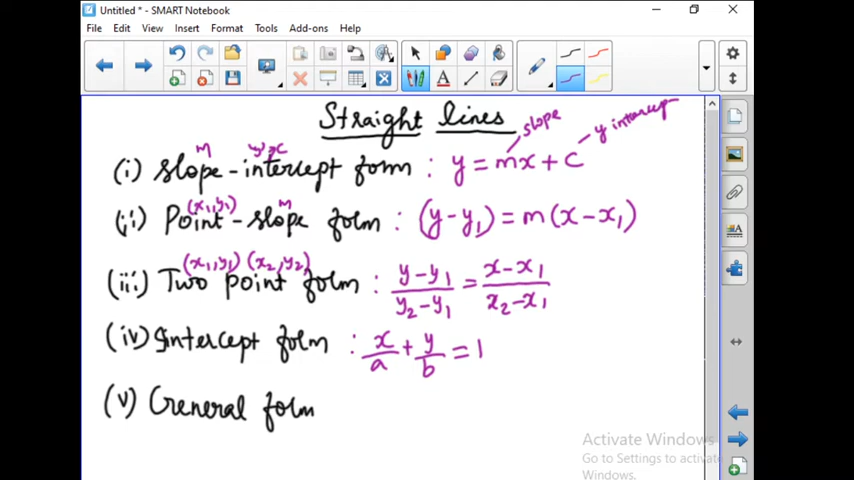 Untitled * - SMART Notebook
File Edit View Insert Format Tools Add-ons Help
Straight lines
slope
y intercept
m y=c
(i) slope-intercept form : y = mx + c
(x₁,y₁) m
(ii) Point-slope form : (y-y₁) = m(x-x₁)
(x₁,y₁) (x₂,y₂)
(iii) Two point form : y-y₁/y₂-y₁ = x-x₁/x₂-x₁
(iv) Intercept form : x/a + y/b = 1
(v) General form
Activate Windows
Go to Settings to activate
Windows.